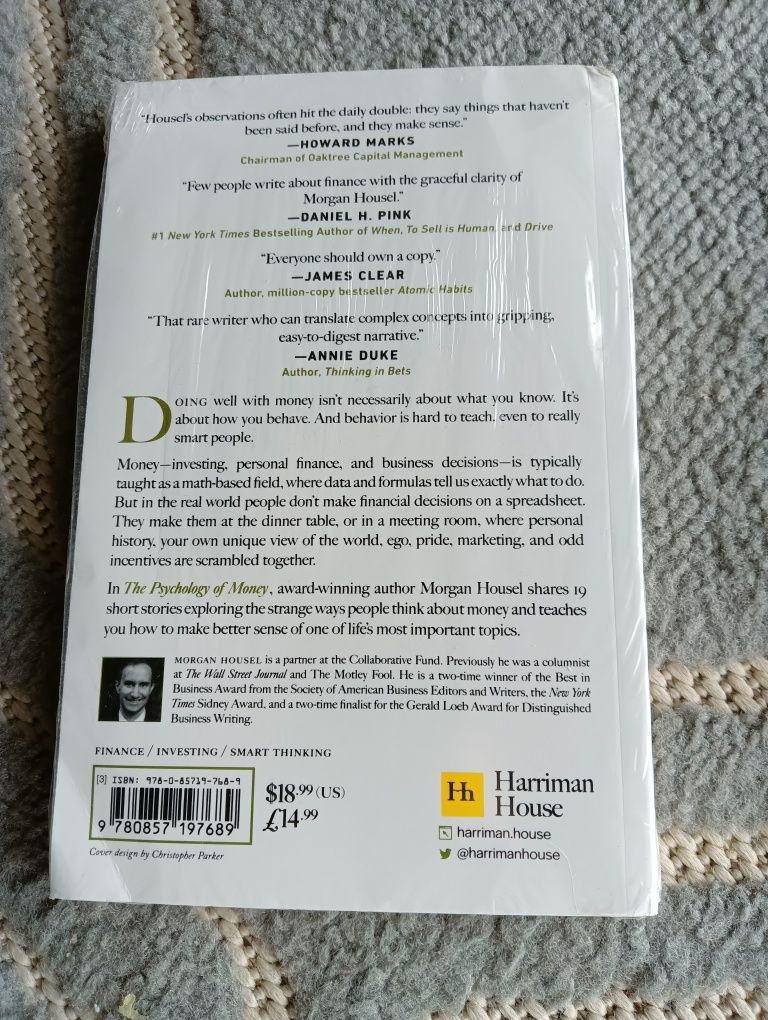 "Housel's observations often hit the daily double: they say things that haven't
been said before, and they make sense."
—HOWARD MARKS
Chairman of Oaktree Capital Management
"Few people write about finance with the graceful clarity of
Morgan Housel."
—DANIEL H. PINK
#1 New York Times Bestselling Author of When, To Sell is Human, and Drive
"Everyone should own a copy."
—JAMES CLEAR
Author, million-copy bestseller Atomic Habits
"That rare writer who can translate complex concepts into gripping,
easy-to-digest narrative."
—ANNIE DUKE
Author, Thinking in Bets
DOING well with money isn't necessarily about what you know. It's
about how you behave. And behavior is hard to teach, even to really
smart people.
Money—investing, personal finance, and business decisions—is typically
taught as a math-based field, where data and formulas tell us exactly what to do.
But in the real world people don't make financial decisions on a spreadsheet.
They make them at the dinner table, or in a meeting room, where personal
history, your own unique view of the world, ego, pride, marketing, and odd
incentives are scrambled together.
In The Psychology of Money, award-winning author Morgan Housel shares 19
short stories exploring the strange ways people think about money and teaches
you how to make better sense of one of life's most important topics.
MORGAN HOUSEL is a partner at the Collaborative Fund. Previously he was a columnist
at The Wall Street Journal and The Motley Fool. He is a two-time winner of the Best in
Business Award from the Society of American Business Editors and Writers, the New York
Times Sidney Award, and a two-time finalist for the Gerald Loeb Award for Distinguished
Business Writing.
FINANCE / INVESTING / SMART THINKING
[3] ISBN: 978-0-85719-768-9
9 780857 197689
$18.99 (US)
£14.99
Hh Harriman
House
harriman.house
@harrimanhouse
Cover design by Christopher Parker